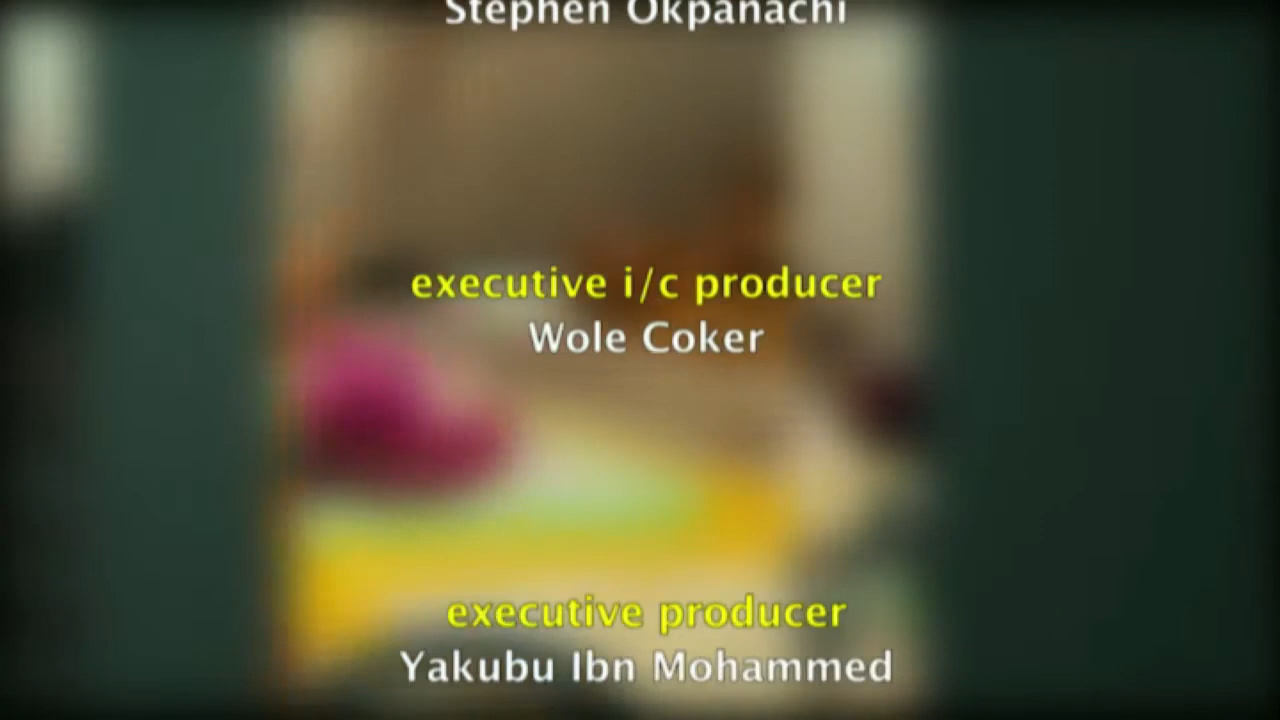 Stephen Okpanachi
executive i/c producer
Wole Coker
executive producer
Yakubu Ibn Mohammed